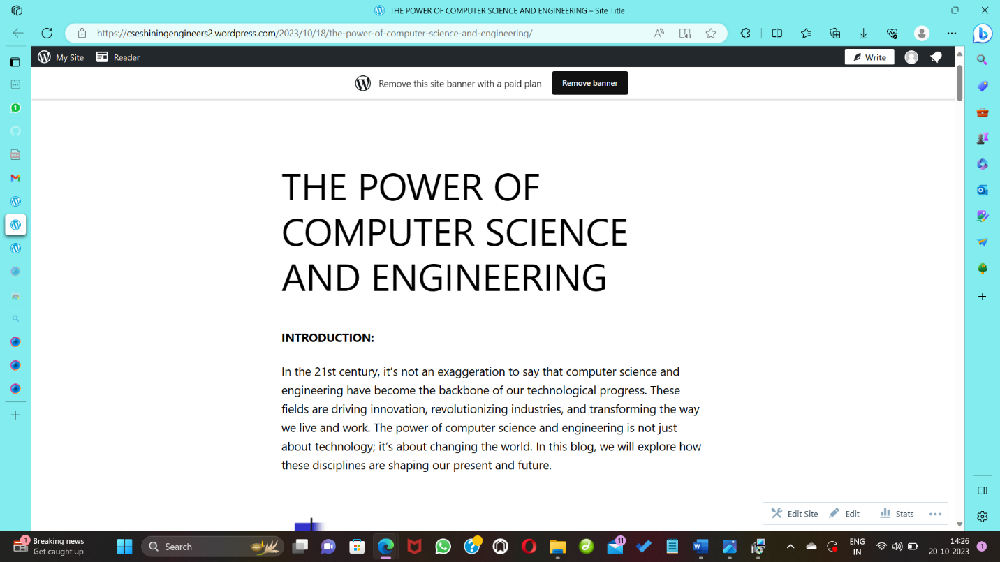 THE POWER OF COMPUTER SCIENCE AND ENGINEERING – Site Title
https://cseshiningengineers2.wordpress.com/2023/10/18/the-power-of-computer-science-and-engineering/
My Site
Reader
Write
Remove this site banner with a paid plan
Remove banner
THE POWER OF
COMPUTER SCIENCE
AND ENGINEERING
INTRODUCTION:
In the 21st century, it’s not an exaggeration to say that computer science and
engineering have become the backbone of our technological progress. These
fields are driving innovation, revolutionizing industries, and transforming the way
we live and work. The power of computer science and engineering is not just
about technology; it’s about changing the world. In this blog, we will explore how
these disciplines are shaping our present and future.
Edit Site
Edit
Stats
1
Breaking news
Get caught up
Search
11
ENG
IN
14:26
20-10-2023
1